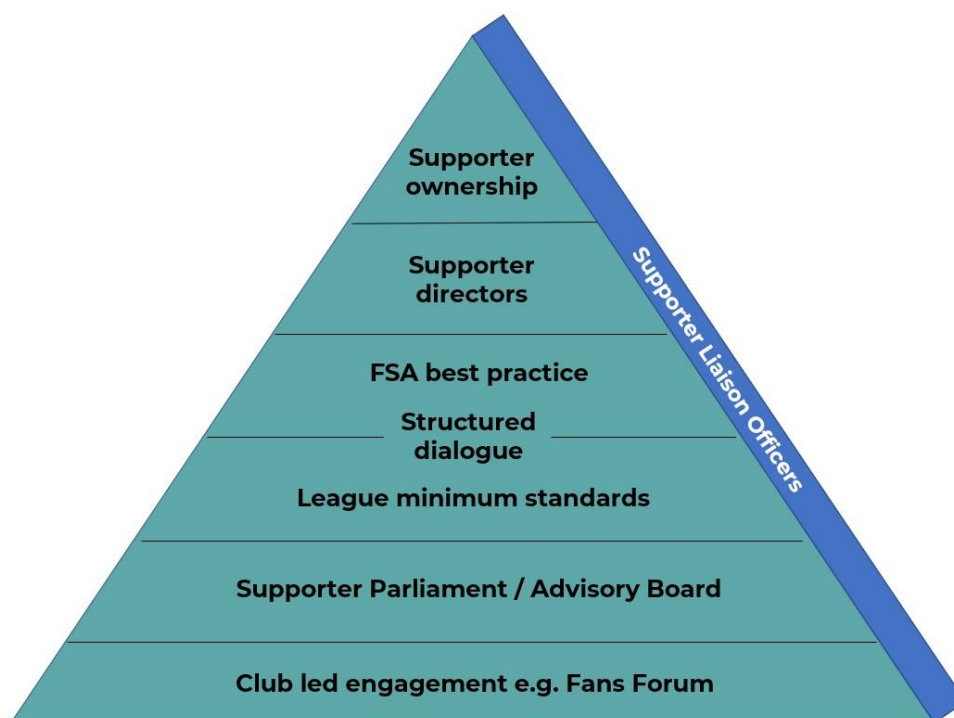 Supporter
ownership
Supporter
directors
FSA best practice
Structured
dialogue
League minimum standards
Supporter Parliament / Advisory Board
Club led engagement e.g. Fans Forum
Supporter Liaison Officers